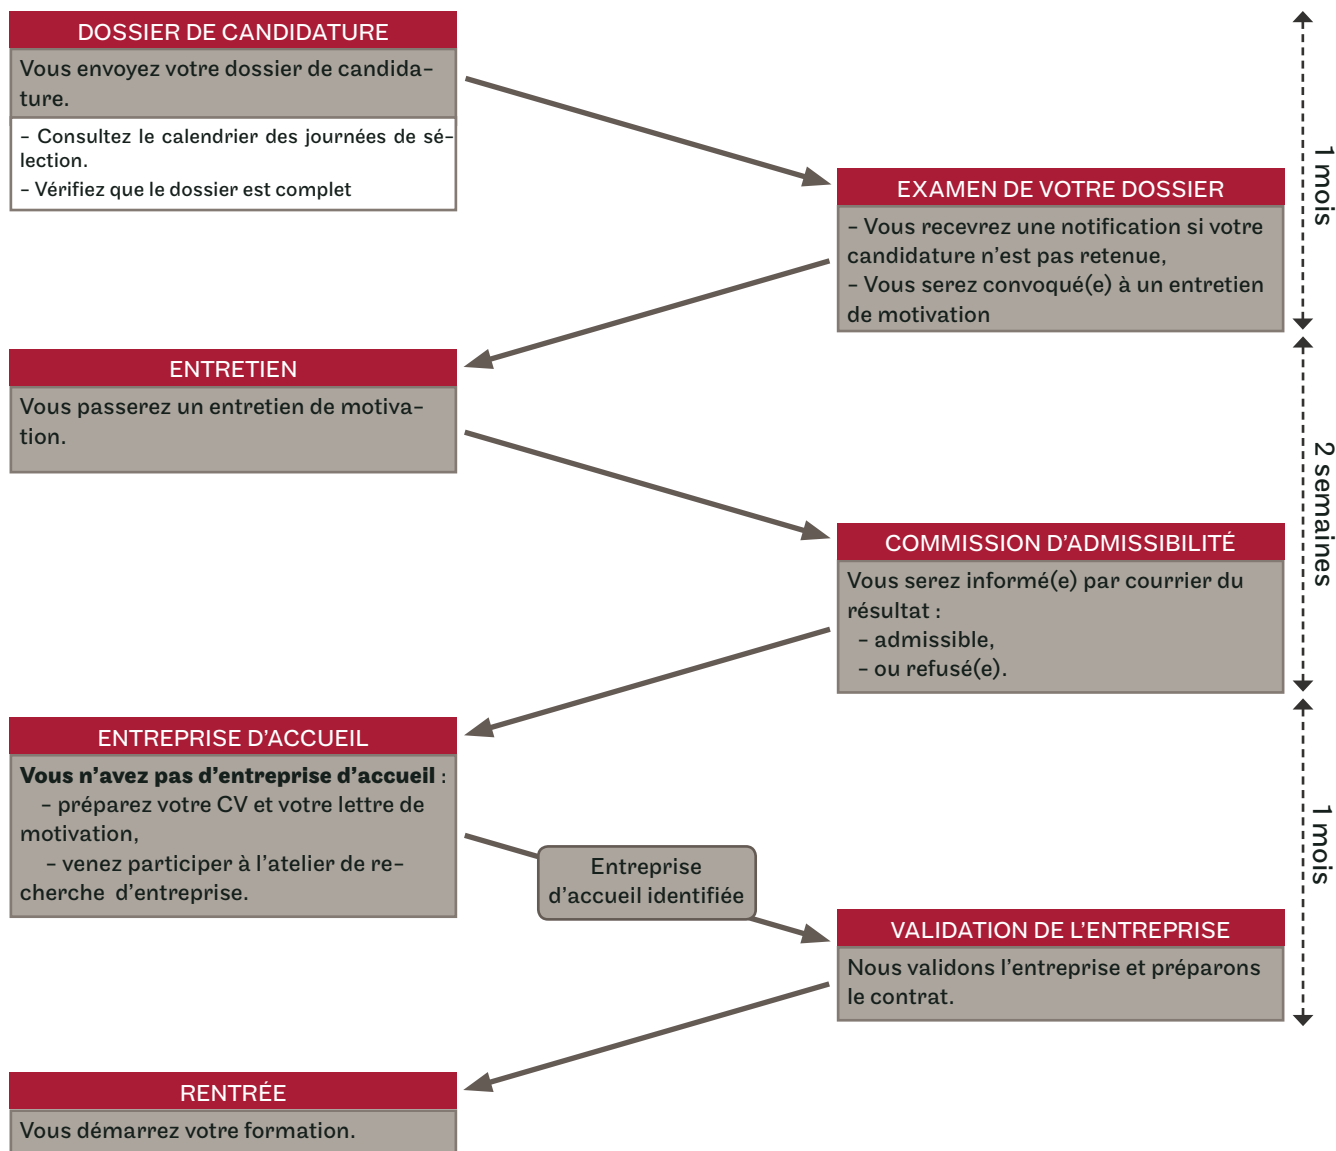 DOSSIER DE CANDIDATURE
Vous envoyez votre dossier de candida-
ture.
- Consultez le calendrier des journées de sé-
lection.
- Vérifiez que le dossier est complet
EXAMEN DE VOTRE DOSSIER
- Vous recevrez une notification si votre
candidature n'est pas retenue,
- Vous serez convoqué(e) à un entretien
de motivation
1 mois
ENTRETIEN
Vous passerez un entretien de motiva-
tion.
COMMISSION D'ADMISSIBILITÉ
Vous serez informé(e) par courrier du
résultat :
- admissible,
- ou refusé(e).
2 semaines
ENTREPRISE D'ACCUEIL
Vous n'avez pas d'entreprise d'accueil :
- préparez votre CV et votre lettre de
motivation,
- venez participer à l'atelier de re-
cherche d'entreprise.
Entreprise
d'accueil identifiée
VALIDATION DE L'ENTREPRISE
Nous validons l'entreprise et préparons
le contrat.
1 mois
RENTRÉE
Vous démarrez votre formation.